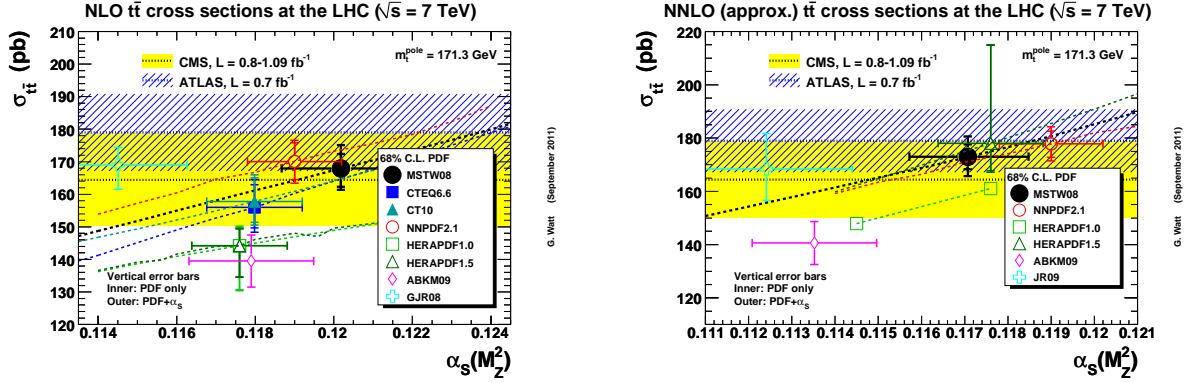 NLO tt̄ cross sections at the LHC (√s = 7 TeV)
σtt̄ (pb)
210
200
190
180
170
160
150
140
130
120
CMS, L = 0.8-1.09 fb⁻¹
ATLAS, L = 0.7 fb⁻¹
mₜᵖᵒˡᵉ = 171.3 GeV
68% C.L. PDF
MSTW08
CTEQ6.6
CT10
NNPDF2.1
HERAPDF1.0
HERAPDF1.5
ABKM09
GJR08
Vertical error bars
Inner: PDF only
Outer: PDF+αS
0.114 0.116 0.118 0.12 0.122 0.124
αS(M²Z)
G. Watt (September 2011)
NNLO (approx.) tt̄ cross sections at the LHC (√s = 7 TeV)
σtt̄ (pb)
220
210
200
190
180
170
160
150
140
130
120
CMS, L = 0.8-1.09 fb⁻¹
ATLAS, L = 0.7 fb⁻¹
mₜᵖᵒˡᵉ = 171.3 GeV
68% C.L. PDF
MSTW08
NNPDF2.1
HERAPDF1.0
HERAPDF1.5
ABKM09
JR09
Vertical error bars
Inner: PDF only
Outer: PDF+αS
0.111 0.112 0.113 0.114 0.115 0.116 0.117 0.118 0.119 0.12 0.121
αS(M²Z)
G. Watt (September 2011)